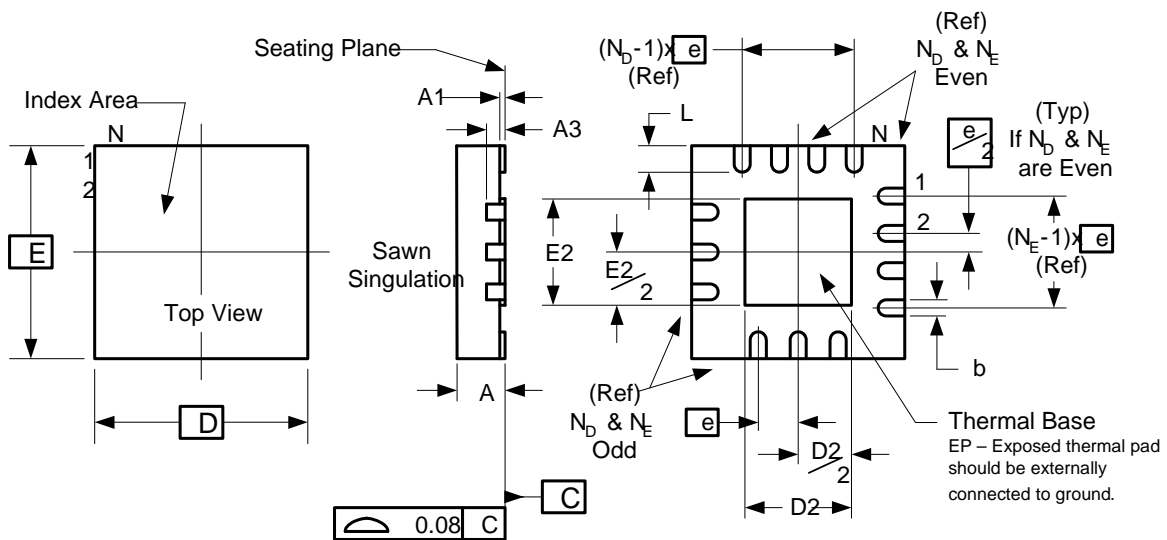 Seating Plane
Index Area
N
1
2
E
Top View
D
A1
A3
Sawn
Singulation
A
C
0.08 C
(N_D-1)x e
(Ref)
L
E2
E2/2
(Ref)
N_D & N_E
Even
N
e/2
(Typ)
If N_D & N_E
are Even
1
2
(N_E-1)x e
(Ref)
b
(Ref)
N_D & N_E
Odd
e
D2/2
D2
Thermal Base
EP – Exposed thermal pad
should be externally
connected to ground.